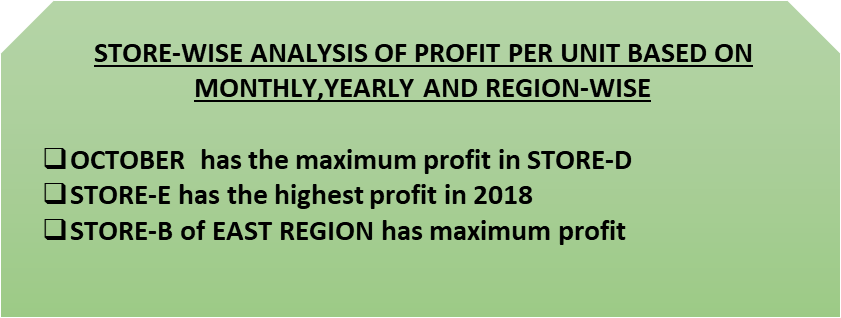 STORE-WISE ANALYSIS OF PROFIT PER UNIT BASED ON
MONTHLY,YEARLY AND REGION-WISE
❑OCTOBER  has the maximum profit in STORE-D
❑STORE-E has the highest profit in 2018
❑STORE-B of EAST REGION has maximum profit